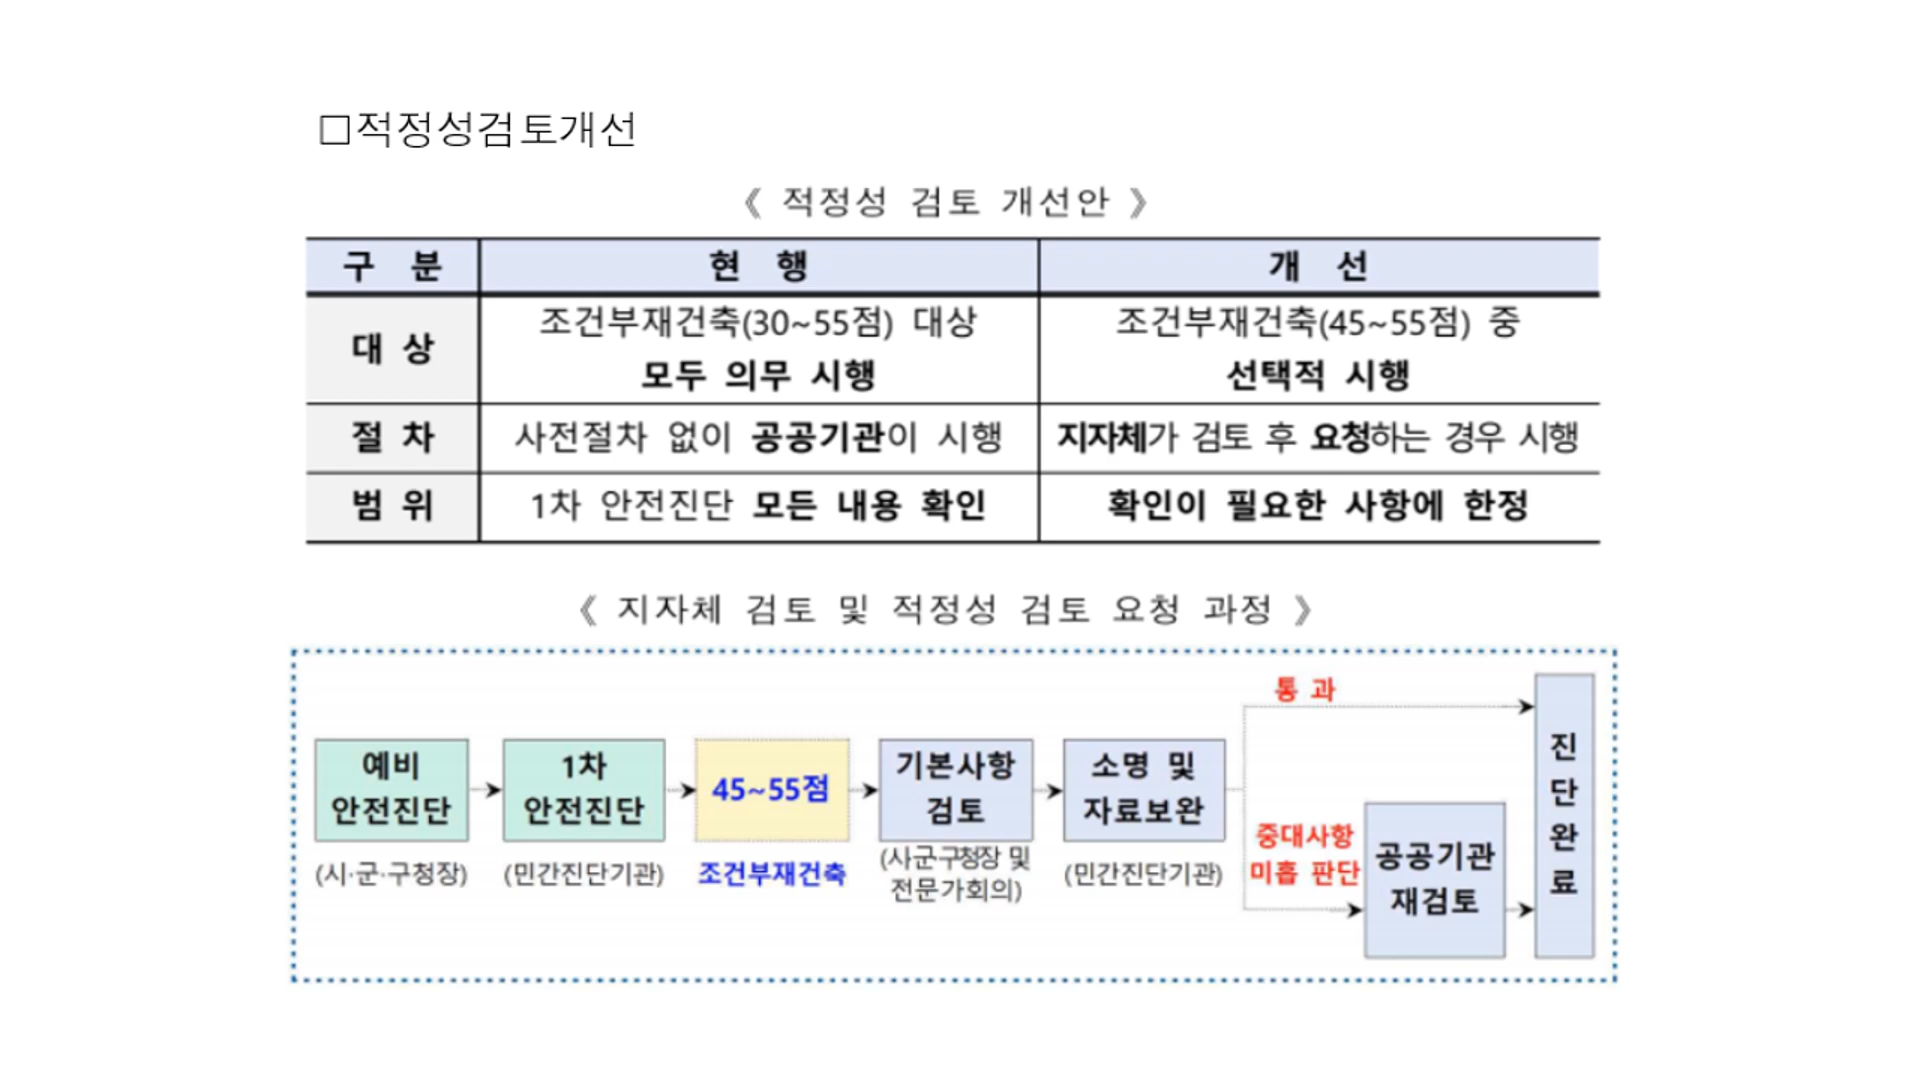 □적정성검토개선
《 적정성 검토 개선안 》
구 분 현 행 개 선
대 상 조건부재건축(30~55점) 대상 모두 의무 시행 조건부재건축(45~55점) 중 선택적 시행
절 차 사전절차 없이 공공기관이 시행 지자체가 검토 후 요청하는 경우 시행
범 위 1차 안전진단 모든 내용 확인 확인이 필요한 사항에 한정
《 지자체 검토 및 적정성 검토 요청 과정 》
예비
안전진단
(시·군·구청장)
1차
안전진단
(민간진단기관)
45~55점
조건부재건축
기본사항
검토
(시군구청장 및
전문가회의)
소명 및
자료보완
(민간진단기관)
통 과
중대사항
미흡 판단
공공기관
재검토
진
단
완
료